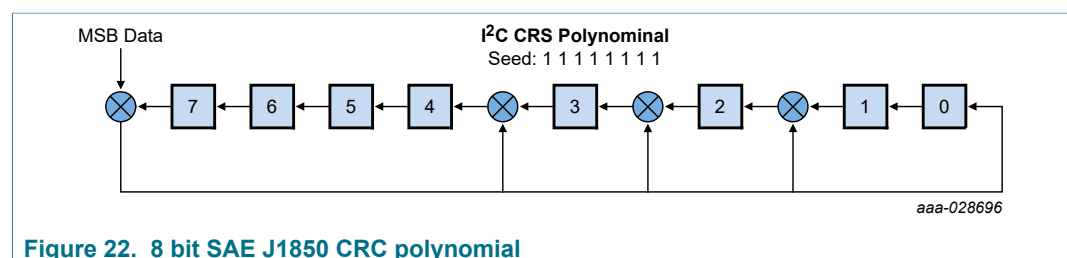 MSB Data
I²C CRS Polynominal
Seed: 1 1 1 1 1 1 1 1
7 6 5 4 3 2 1 0
aaa-028696
Figure 22. 8 bit SAE J1850 CRC polynomial